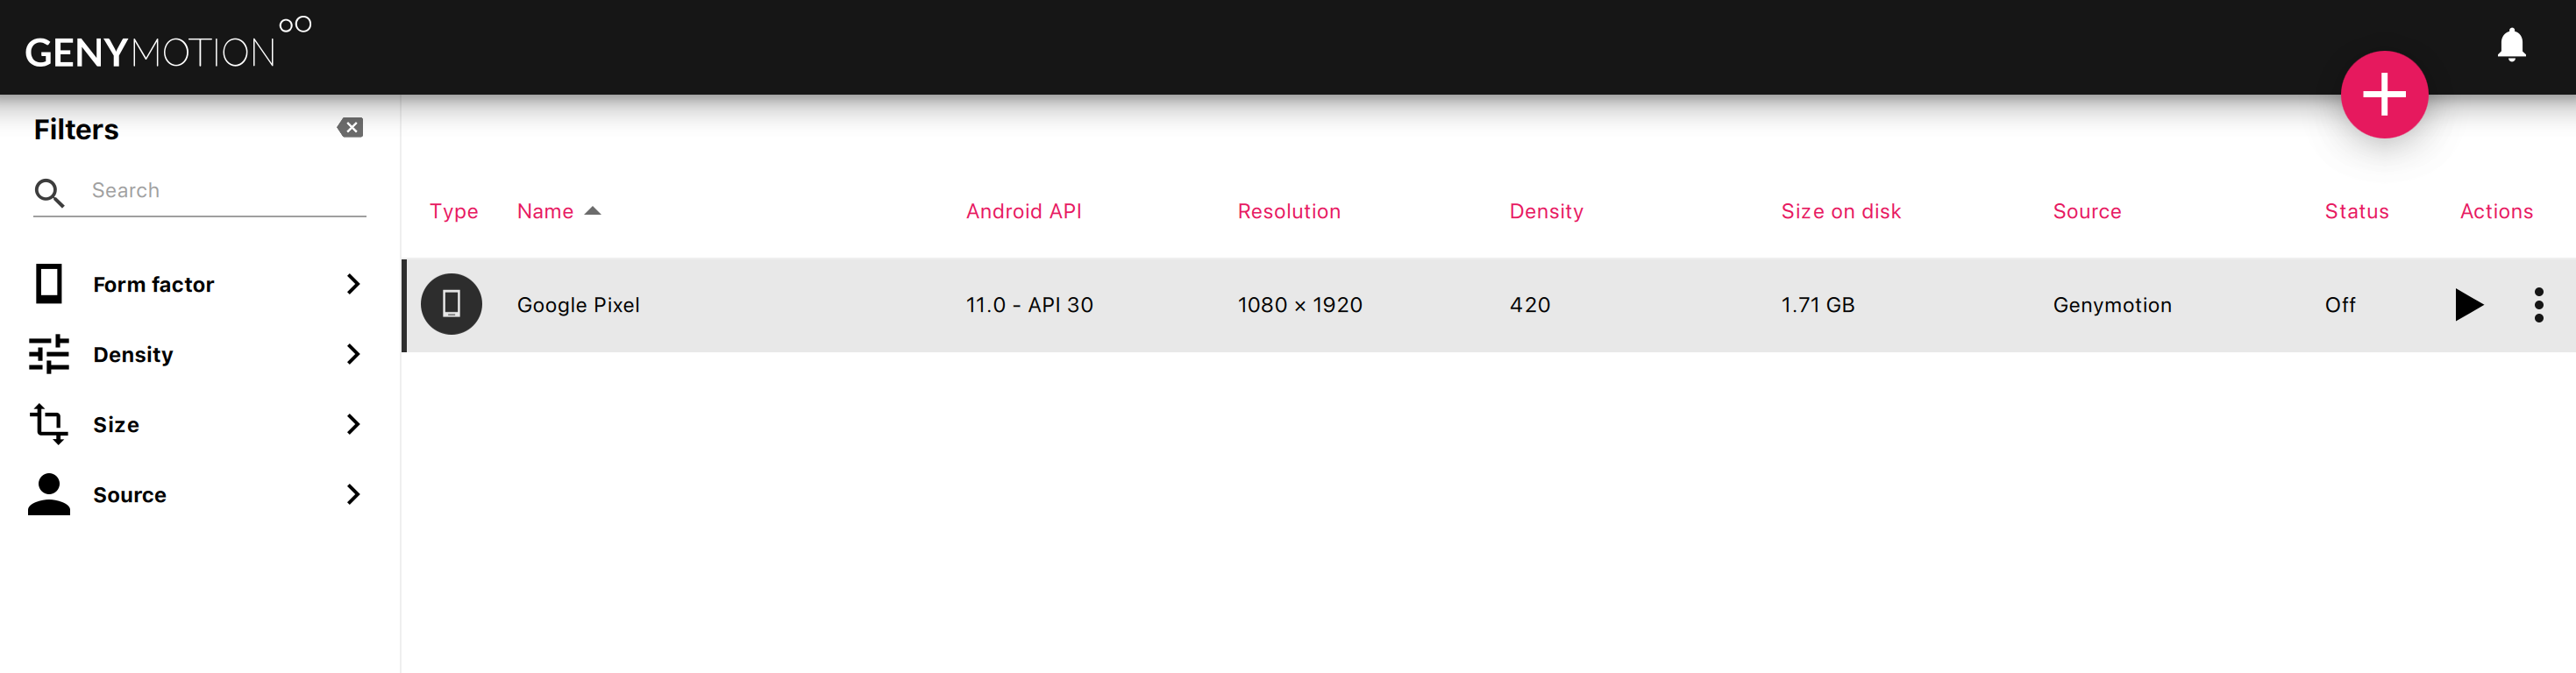 GENYMOTION
Filters
Search
Form factor
Density
Size
Source
Type Name Android API Resolution Density Size on disk Source Status Actions
Google Pixel 11.0 - API 30 1080 × 1920 420 1.71 GB Genymotion Off